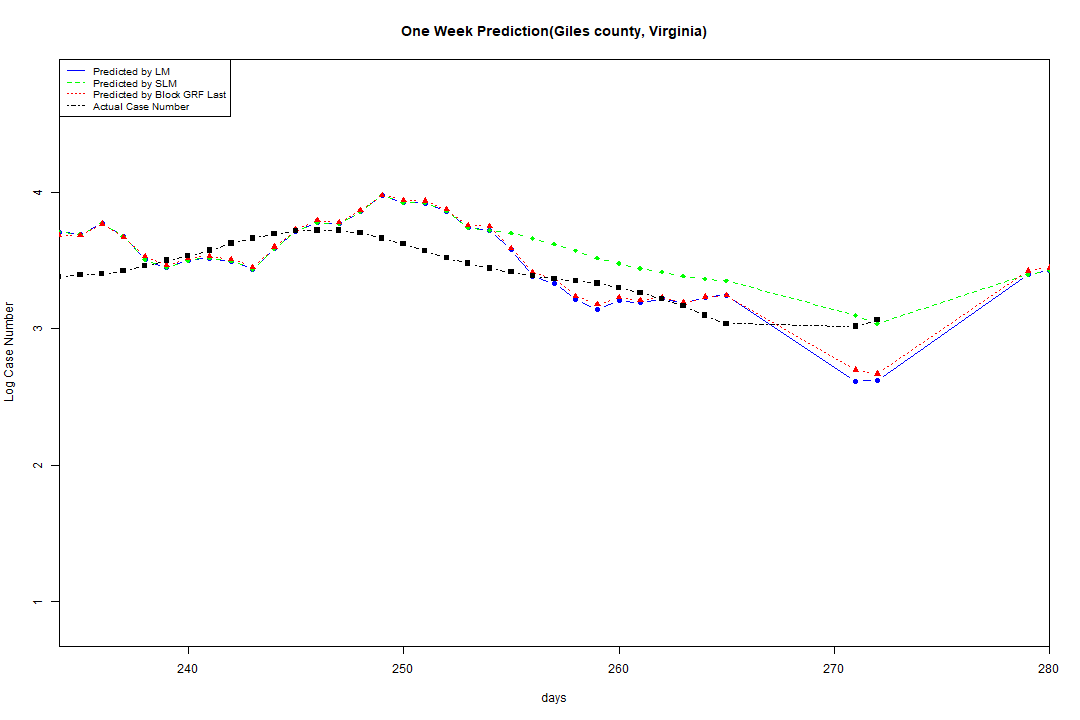 One Week Prediction(Giles county, Virginia)
Predicted by LM
Predicted by SLM
Predicted by Block GRF Last
Actual Case Number
Log Case Number
4
3
2
1
240
250
260
270
280
days